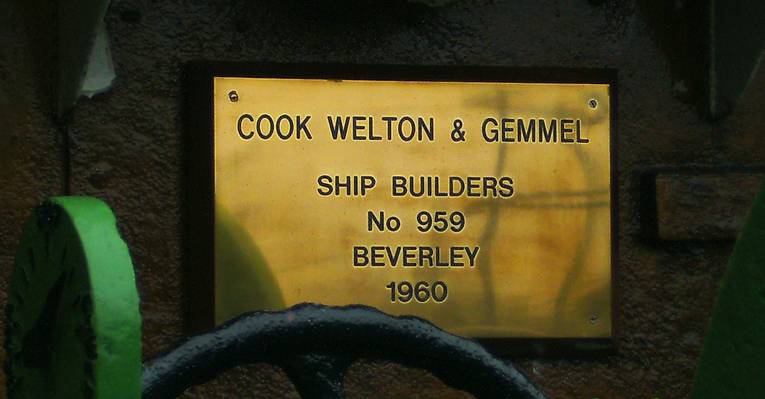 COOK WELTON & GEMMEL
SHIP BUILDERS
No 959
BEVERLEY
1960